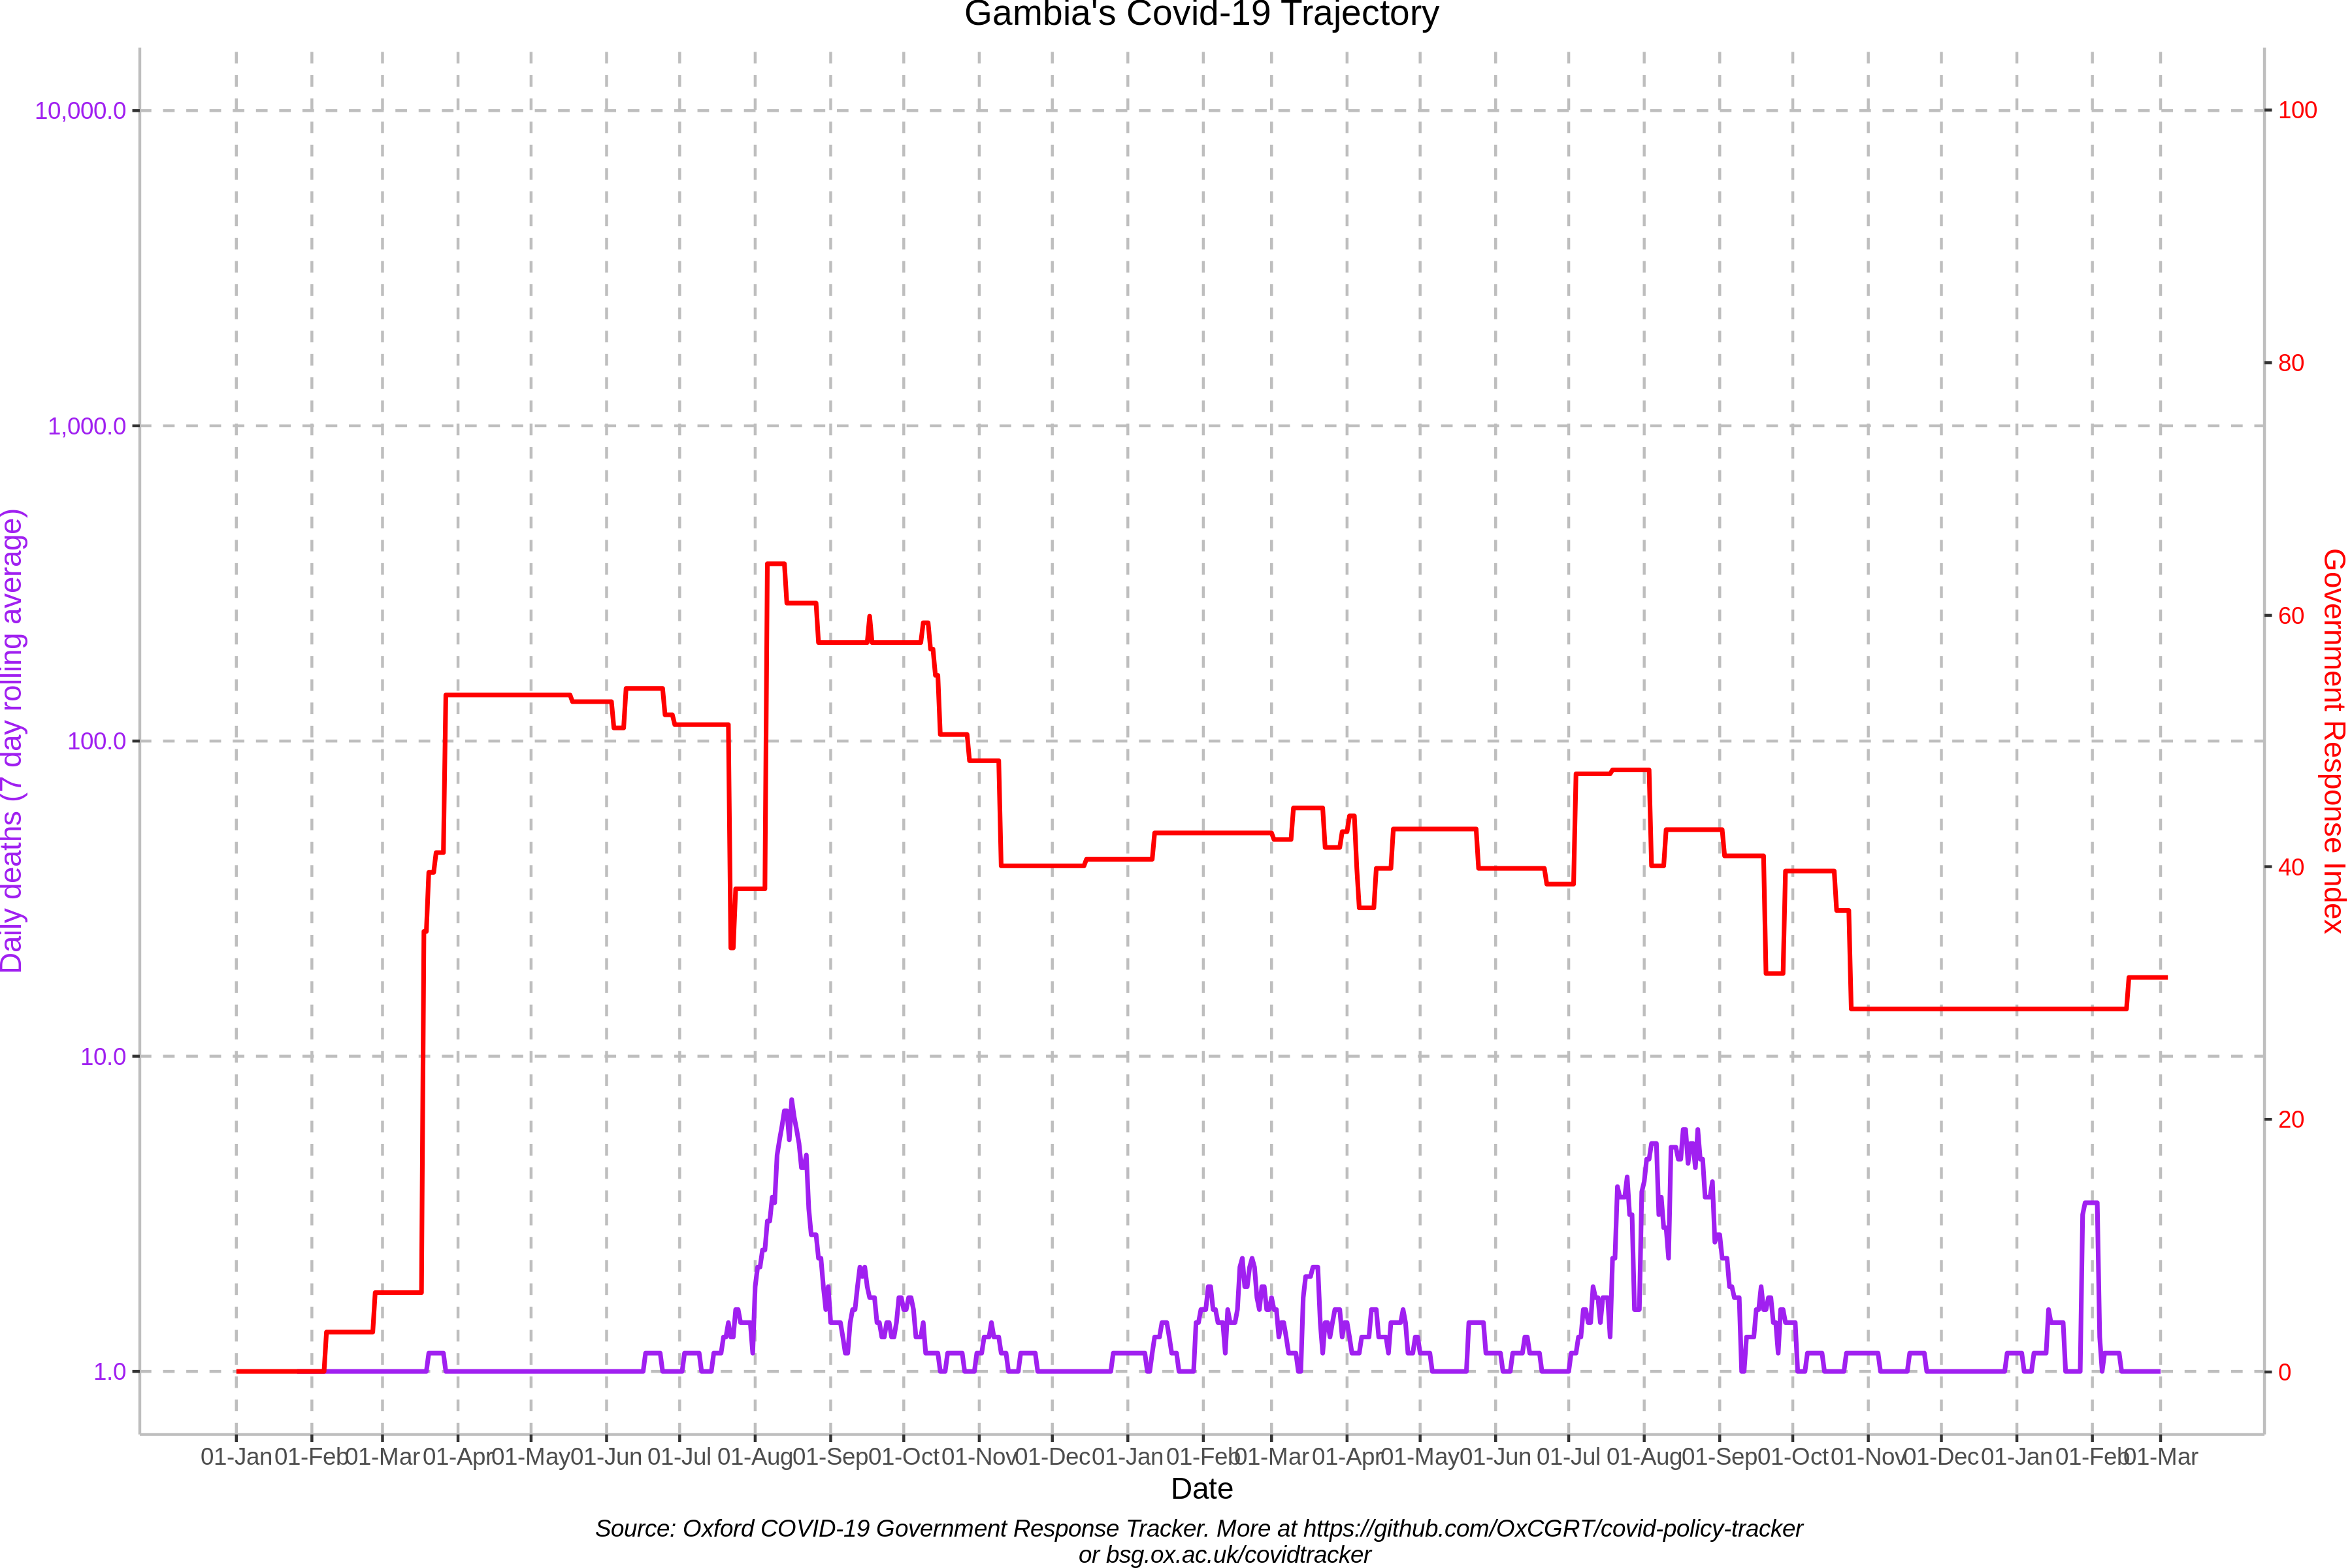 Gambia's Covid-19 Trajectory
10,000.0
1,000.0
100.0
10.0
1.0
Daily deaths (7 day rolling average)
100
80
60
40
20
0
Government Response Index
01-Jan 01-Feb 01-Mar 01-Apr 01-May 01-Jun 01-Jul 01-Aug 01-Sep 01-Oct 01-Nov 01-Dec 01-Jan 01-Feb 01-Mar 01-Apr 01-May 01-Jun 01-Jul 01-Aug 01-Sep 01-Oct 01-Nov 01-Dec 01-Jan 01-Feb 01-Mar
Date
Source: Oxford COVID-19 Government Response Tracker. More at https://github.com/OxCGRT/covid-policy-tracker
or bsg.ox.ac.uk/covidtracker